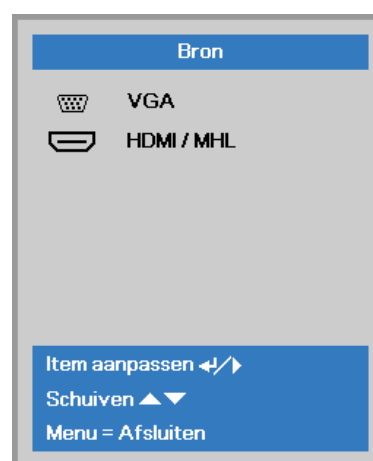 Bron
VGA
HDMI / MHL
Item aanpassen ↵/▶
Schuiven ▲▼
Menu = Afsluiten